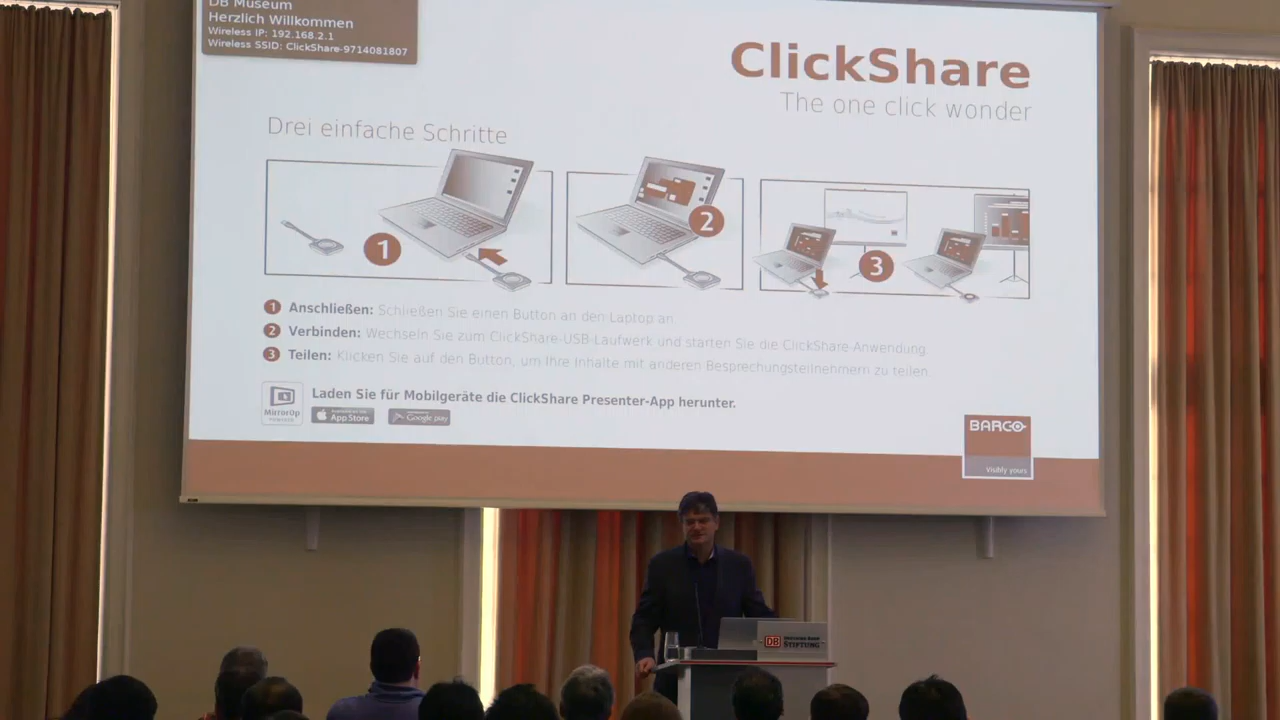 DB Museum
Herzlich Willkommen
Wireless IP: 192.168.2.1
Wireless SSID: ClickShare-9714081807
ClickShare
The one click wonder
Drei einfache Schritte
1
2
3
1 Anschließen: Schließen Sie einen Button an den Laptop an
2 Verbinden: Wechseln Sie zum ClickShare-USB-Laufwerk und starten Sie die ClickShare-Anwendung
3 Teilen: Klicken Sie auf den Button, um Ihre Inhalte mit anderen Besprechungsteilnehmern zu teilen
Laden Sie für Mobilgeräte die ClickShare Presenter-App herunter.
MirrorOp
App Store
Google play
BARCO
Visibly yours
DB
STIFTUNG